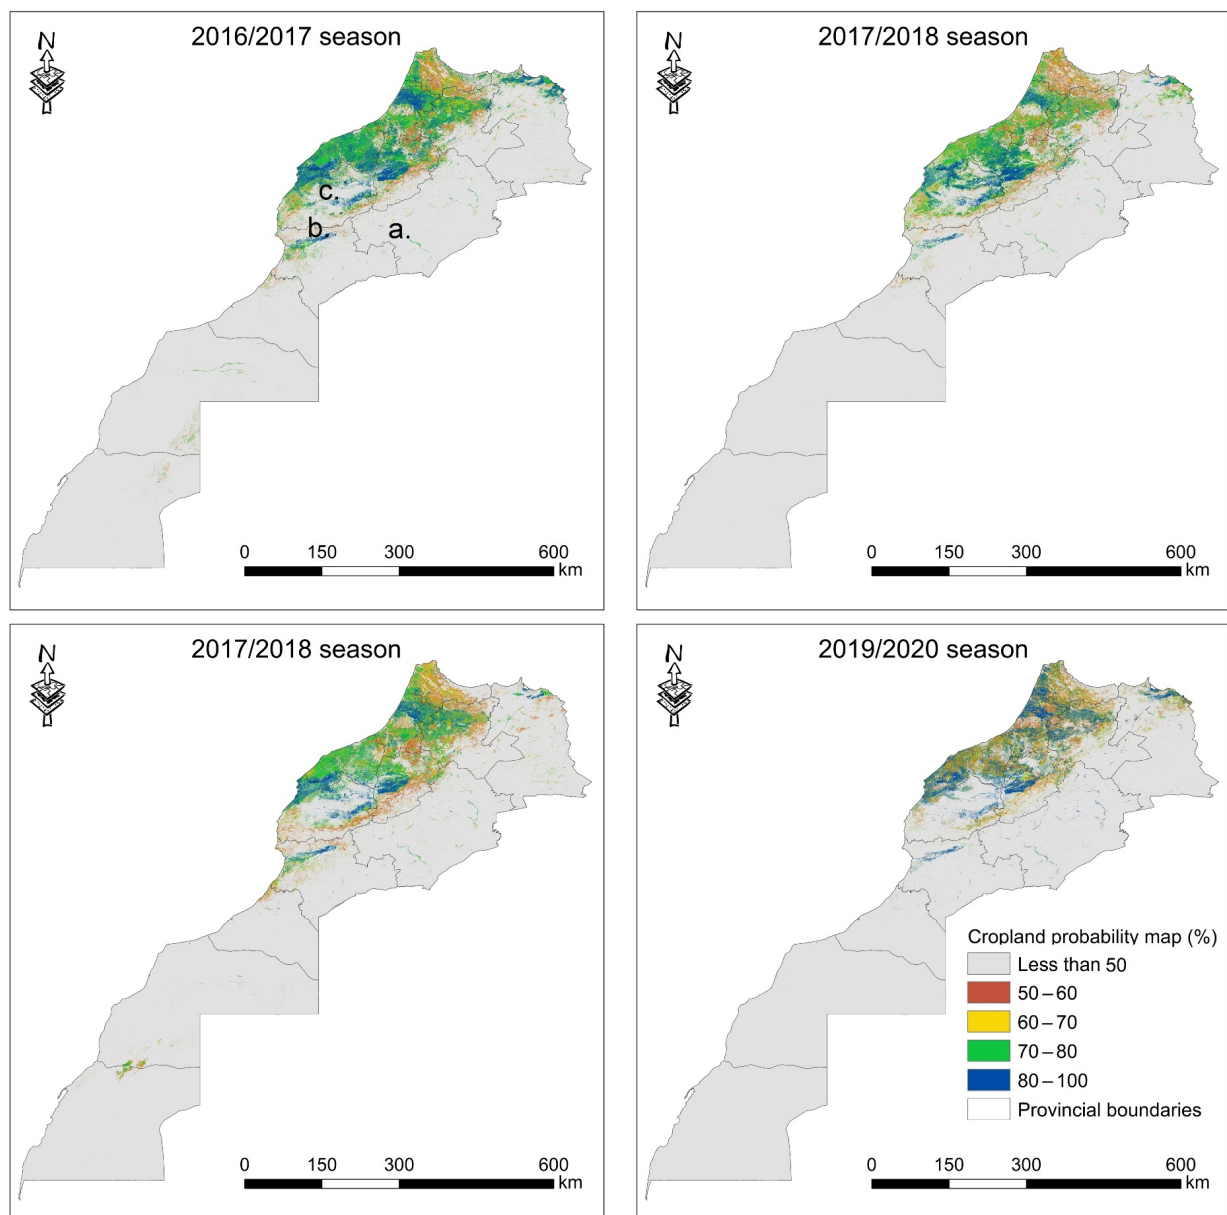 2016/2017 season
N
c.
b.
a.
0 150 300 600
km
2017/2018 season
N
0 150 300 600
km
2017/2018 season
N
0 150 300 600
km
2019/2020 season
N
Cropland probability map (%)
Less than 50
50 – 60
60 – 70
70 – 80
80 – 100
Provincial boundaries
0 150 300 600
km